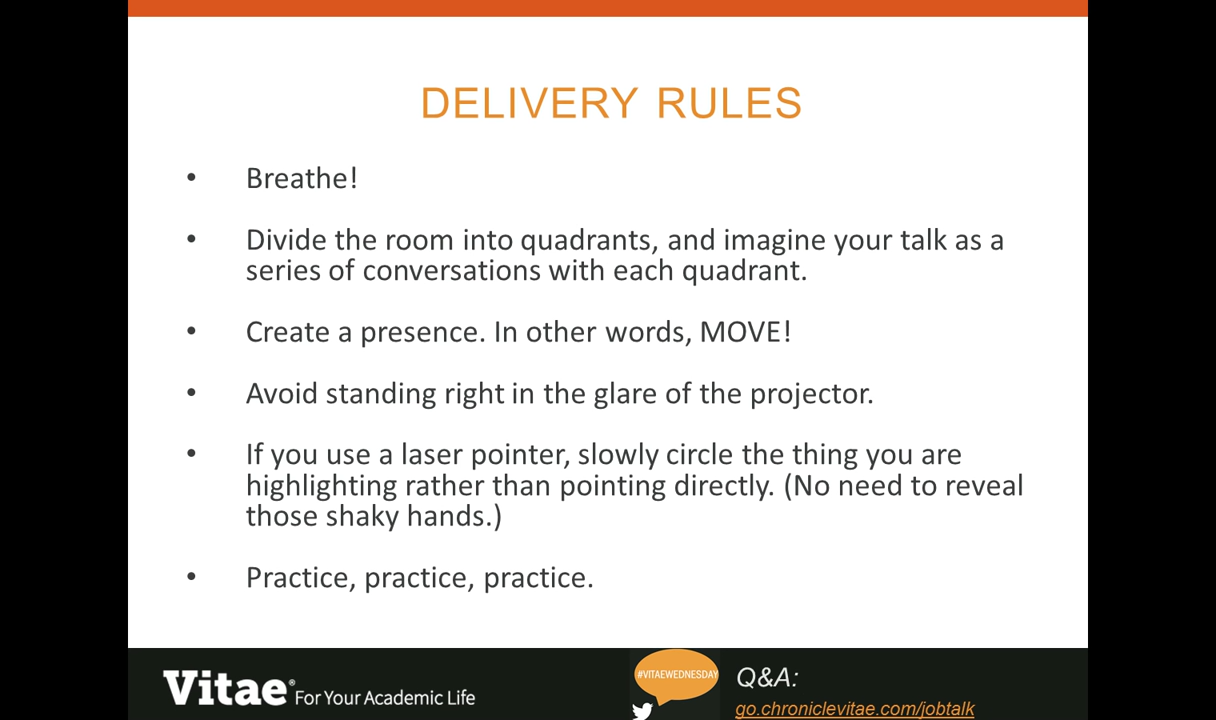 DELIVERY RULES
• Breathe!
• Divide the room into quadrants, and imagine your talk as a
series of conversations with each quadrant.
• Create a presence. In other words, MOVE!
• Avoid standing right in the glare of the projector.
• If you use a laser pointer, slowly circle the thing you are
highlighting rather than pointing directly. (No need to reveal
those shaky hands.)
• Practice, practice, practice.
Vitae® For Your Academic Life
#VITAEWEDNESDAY
Q&A:
go.chroniclevitae.com/jobtalk